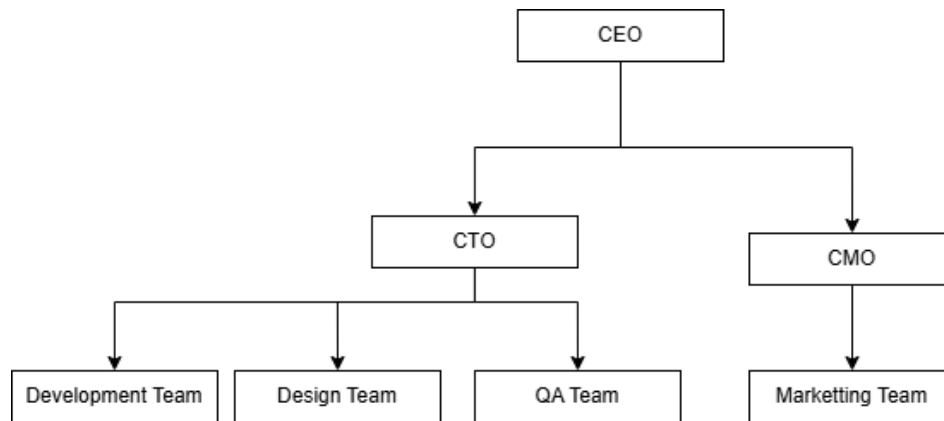 CEO
CTO
CMO
Development Team
Design Team
QA Team
Marketting Team